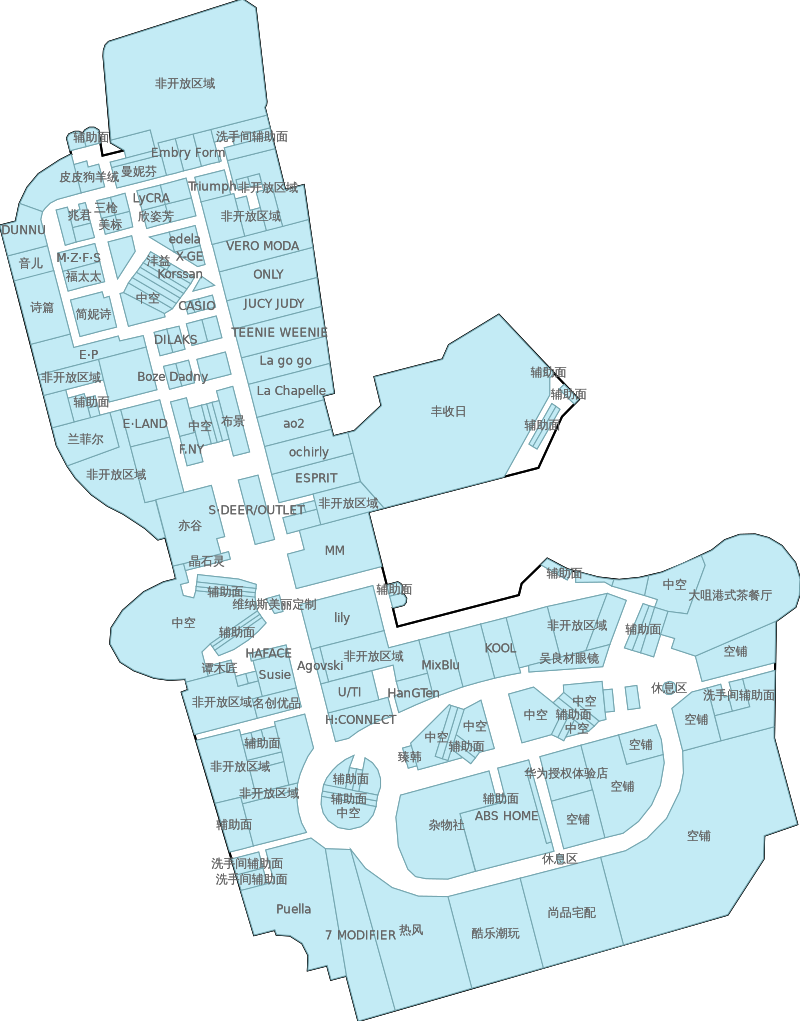 非开放区域
辅助面
洗手间辅助面
Embry Form
曼妮芬
皮皮狗羊绒
Triumph
非开放区域
LyCRA
三枪
兆君
欣姿芳
非开放区域
美标
DUNNU
edela
VERO MODA
M·Z·F·S
X-GE
沣益
音儿
Korssan
ONLY
福太太
中空
CASIO
JUCY JUDY
诗篇
简妮诗
TEENIE WEENIE
DILAKS
E·P
La go go
非开放区域
Boze Dadny
辅助面
La Chapelle
辅助面
辅助面
丰收日
布景
E·LAND
中空
ao2
辅助面
兰菲尔
F.NY
ochirly
非开放区域
ESPRIT
非开放区域
S·DEER/OUTLET
亦谷
MM
晶石灵
辅助面
辅助面
辅助面
中空
大咀港式茶餐厅
维纳斯美丽定制
lily
中空
辅助面
非开放区域
辅助面
KOOL
HAFACE
非开放区域
吴良材眼镜
空铺
谭木匠
Agovski
MixBlu
Susie
休息区
U/TI
HanGTen
洗手间辅助面
非开放区域
名创优品
中空
H:CONNECT
中空
辅助面
空铺
中空
中空
辅助面
中空
辅助面
空铺
臻韩
非开放区域
华为授权体验店
辅助面
空铺
非开放区域
辅助面
辅助面
中空
ABS HOME
空铺
辅助面
杂物社
空铺
休息区
洗手间辅助面
洗手间辅助面
Puella
尚品宅配
7 MODIFIER
热风
酷乐潮玩